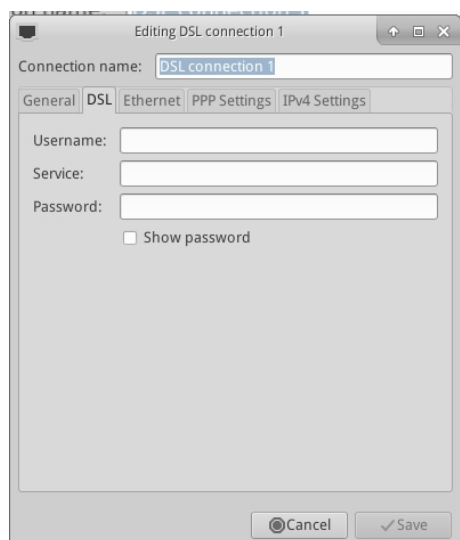 Editing DSL connection 1
Connection name: DSL connection 1
General DSL Ethernet PPP Settings IPv4 Settings
Username:
Service:
Password:
Show password
Cancel Save